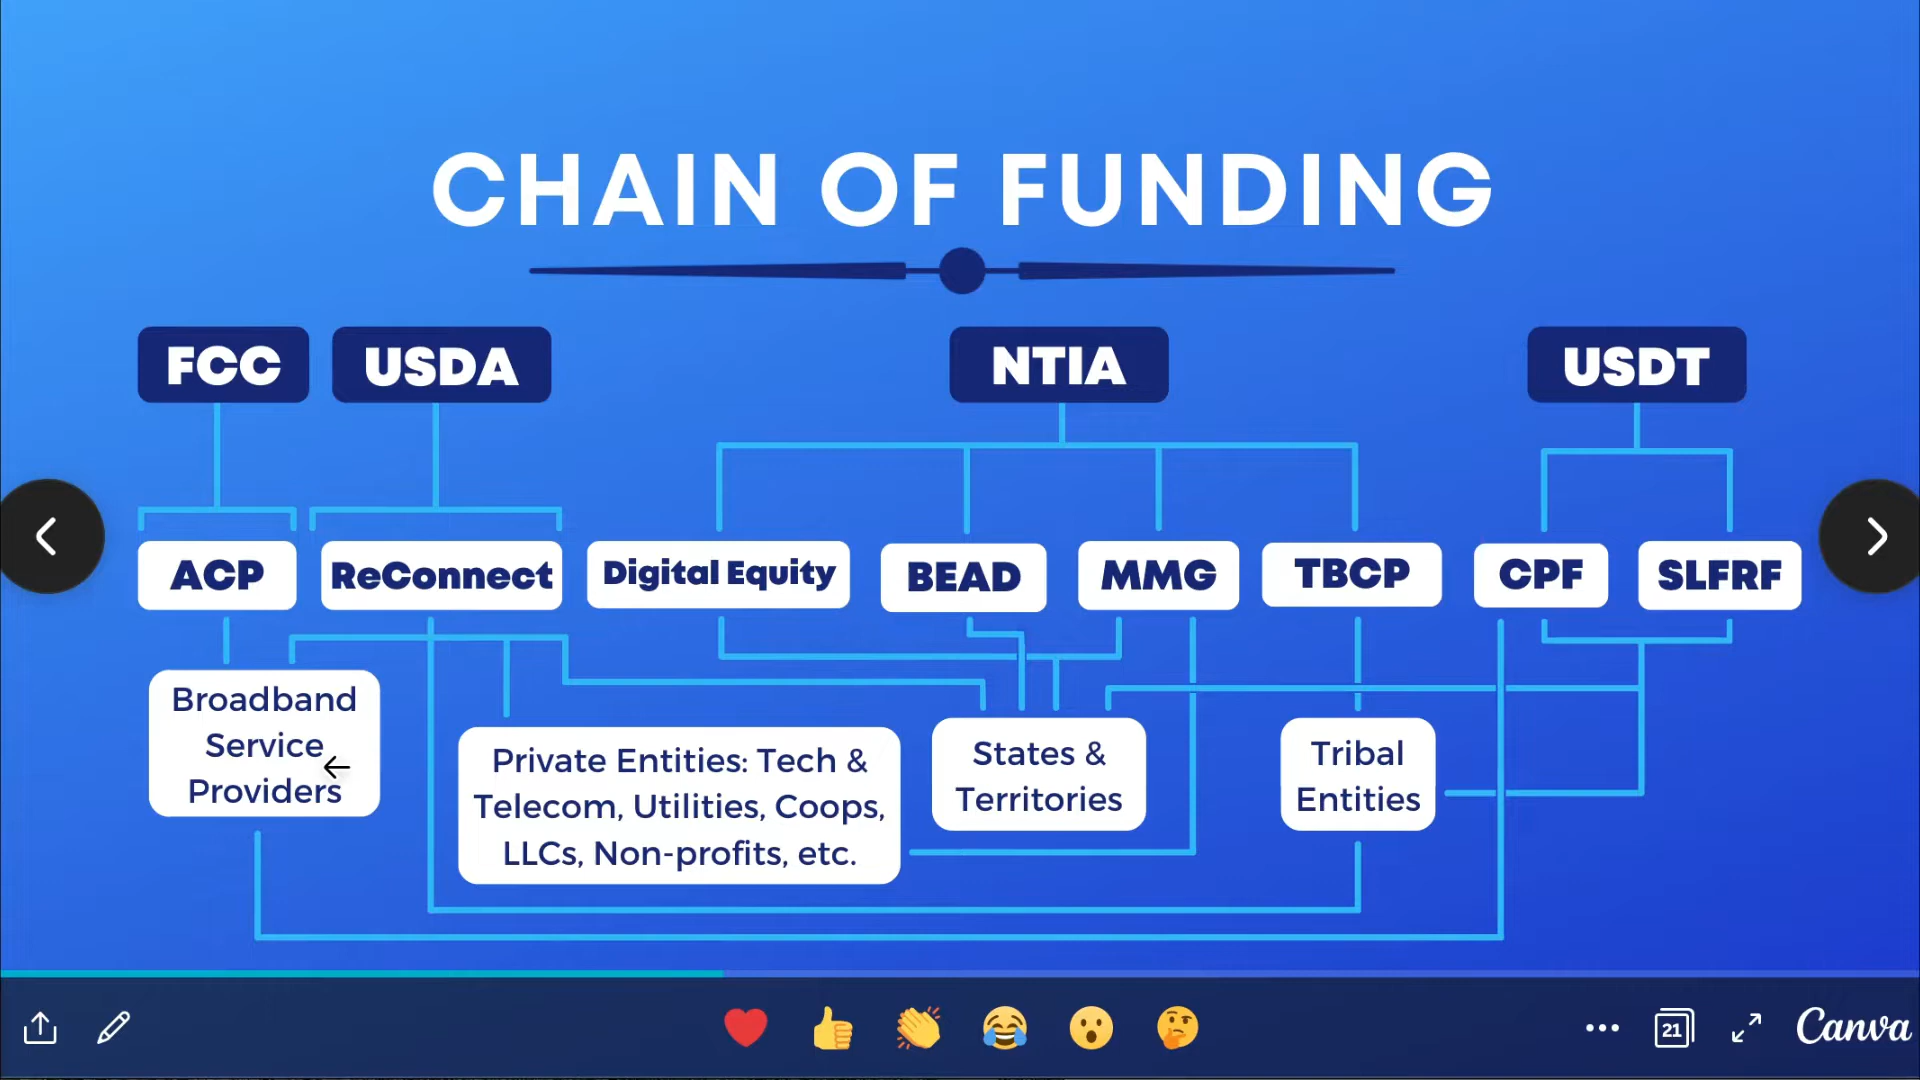 CHAIN OF FUNDING
FCC
USDA
NTIA
USDT
ACP
ReConnect
Digital Equity
BEAD
MMG
TBCP
CPF
SLFRF
Broadband
Service
Providers
Private Entities: Tech &
Telecom, Utilities, Coops,
LLCs, Non-profits, etc.
States &
Territories
Tribal
Entities
21
Canva